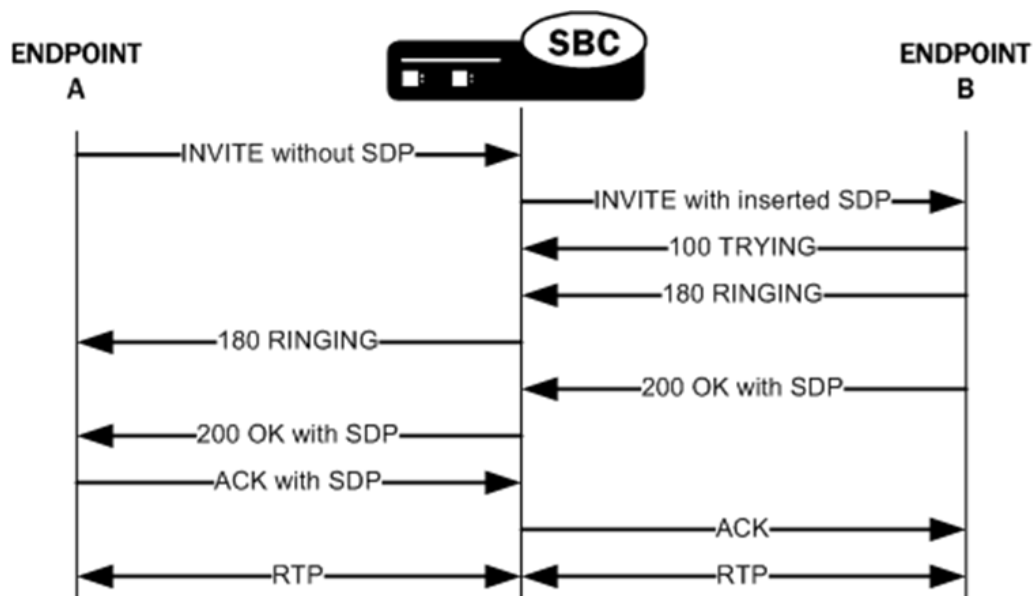 ENDPOINT
A
SBC
ENDPOINT
B
INVITE without SDP
INVITE with inserted SDP
100 TRYING
180 RINGING
180 RINGING
200 OK with SDP
200 OK with SDP
ACK with SDP
ACK
RTP
RTP